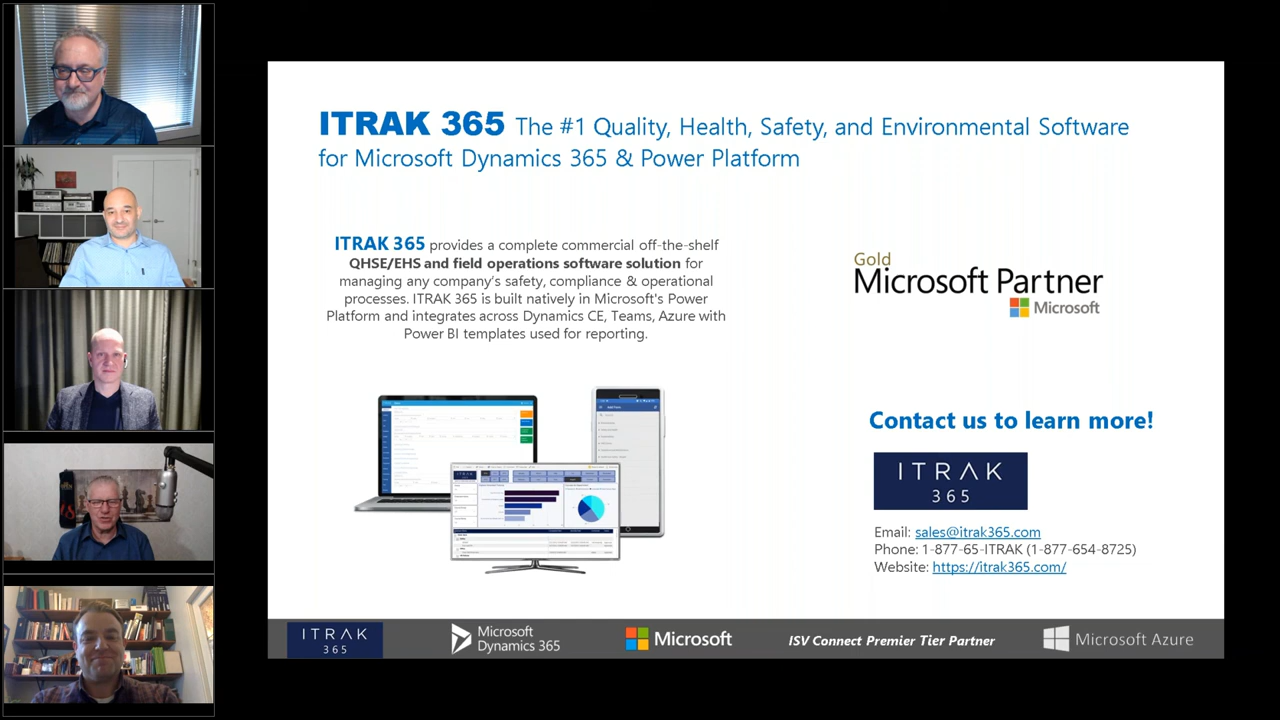 ITRAK 365 The #1 Quality, Health, Safety, and Environmental Software
for Microsoft Dynamics 365 & Power Platform
ITRAK 365 provides a complete commercial off-the-shelf
QHSE/EHS and field operations software solution for
managing any company's safety, compliance & operational
processes. ITRAK 365 is built natively in Microsoft's Power
Platform and integrates across Dynamics CE, Teams, Azure with
Power BI templates used for reporting.
Gold
Microsoft Partner
Microsoft
Contact us to learn more!
ITRAK
365
Email: sales@itrak365.com
Phone: 1-877-65-ITRAK (1-877-654-8725)
Website: https://itrak365.com/
ITRAK
365
Microsoft
Dynamics 365
Microsoft
ISV Connect Premier Tier Partner
Microsoft Azure